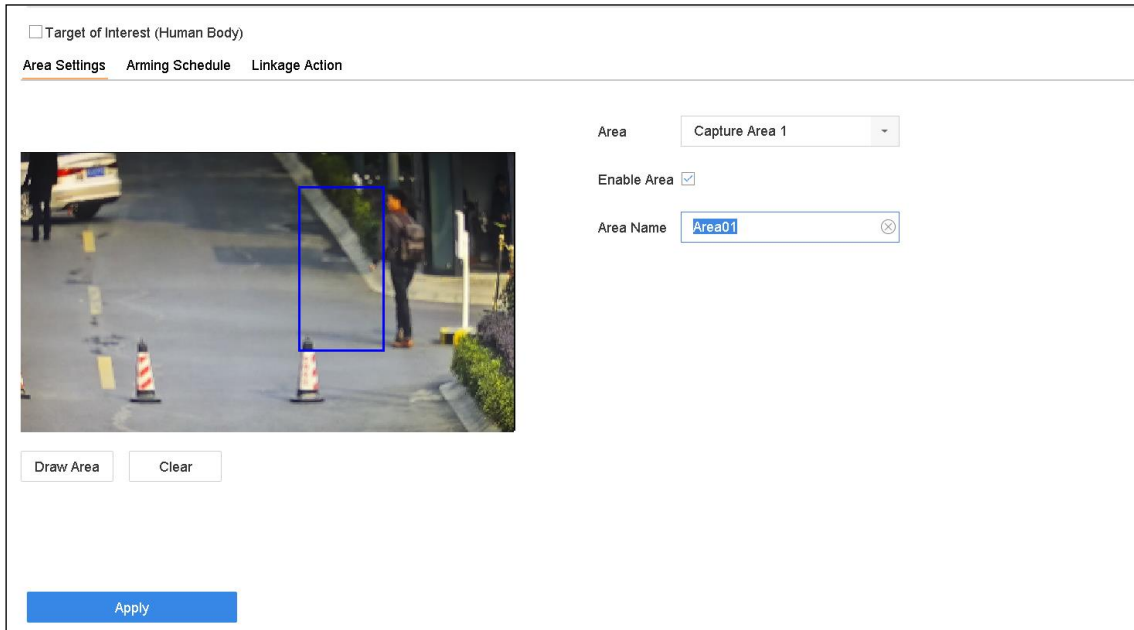 Target of Interest (Human Body)
Area Settings Arming Schedule Linkage Action
Area Capture Area 1
Enable Area
Area Name Area01
Draw Area Clear
Apply